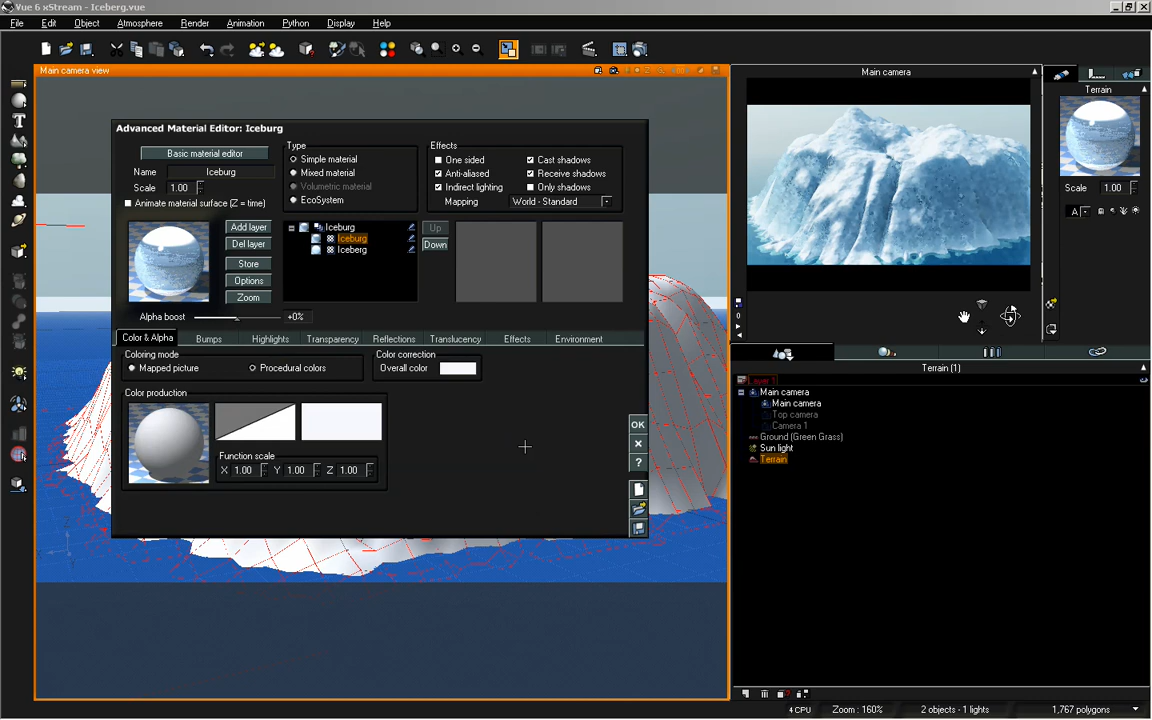 Vue 6 xStream - Iceberg.vue
File Edit Object Atmosphere Render Animation Python Display Help
Main camera view
Main camera
Terrain
Scale 1.00
A
0
Advanced Material Editor: Iceburg
Basic material editor
Name Iceburg
Scale 1.00
Animate material surface (Z = time)
Type
Simple material
Mixed material
Volumetric material
EcoSystem
Effects
One sided Cast shadows
Anti-aliased Receive shadows
Indirect lighting Only shadows
Mapping World - Standard
Add layer
Del layer
Store
Options
Zoom
Iceburg
Iceburg
Iceberg
Up
Down
Alpha boost +0%
Color & Alpha Bumps Highlights Transparency Reflections Translucency Effects Environment
Coloring mode
Mapped picture Procedural colors
Color correction
Overall color
Color production
Function scale
X 1.00 Y 1.00 Z 1.00
OK
?
Terrain (1)
Layer 1
Main camera
Main camera
Top camera
Camera 1
Ground (Green Grass)
Sun light
Terrain
4 CPU Zoom : 160% 2 objects - 1 lights 1,767 polygons